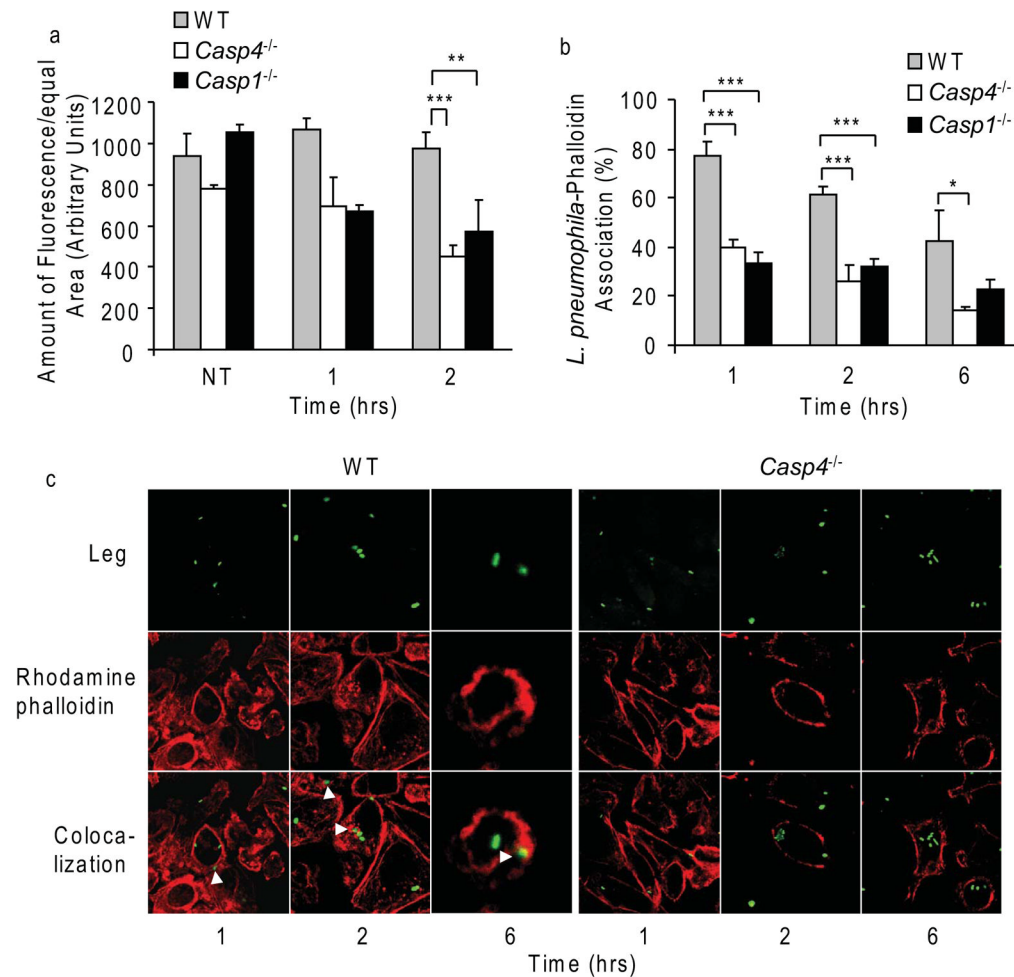 a
WT
Casp4-/-
Casp1-/-
Amount of Fluorescence/equal
Area (Arbitrary Units)
1200
1000
800
600
400
200
0
**
***
NT
1
2
Time (hrs)
b
WT
Casp4-/-
Casp1-/-
L. pneumophila-Phalloidin
Association (%)
100
80
60
40
20
0
***
***
***
***
*
1
2
6
Time (hrs)
c
WT
Casp4-/-
Leg
Rhodamine
phalloidin
Coloca-
lization
1
2
6
1
2
6
Time (hrs)